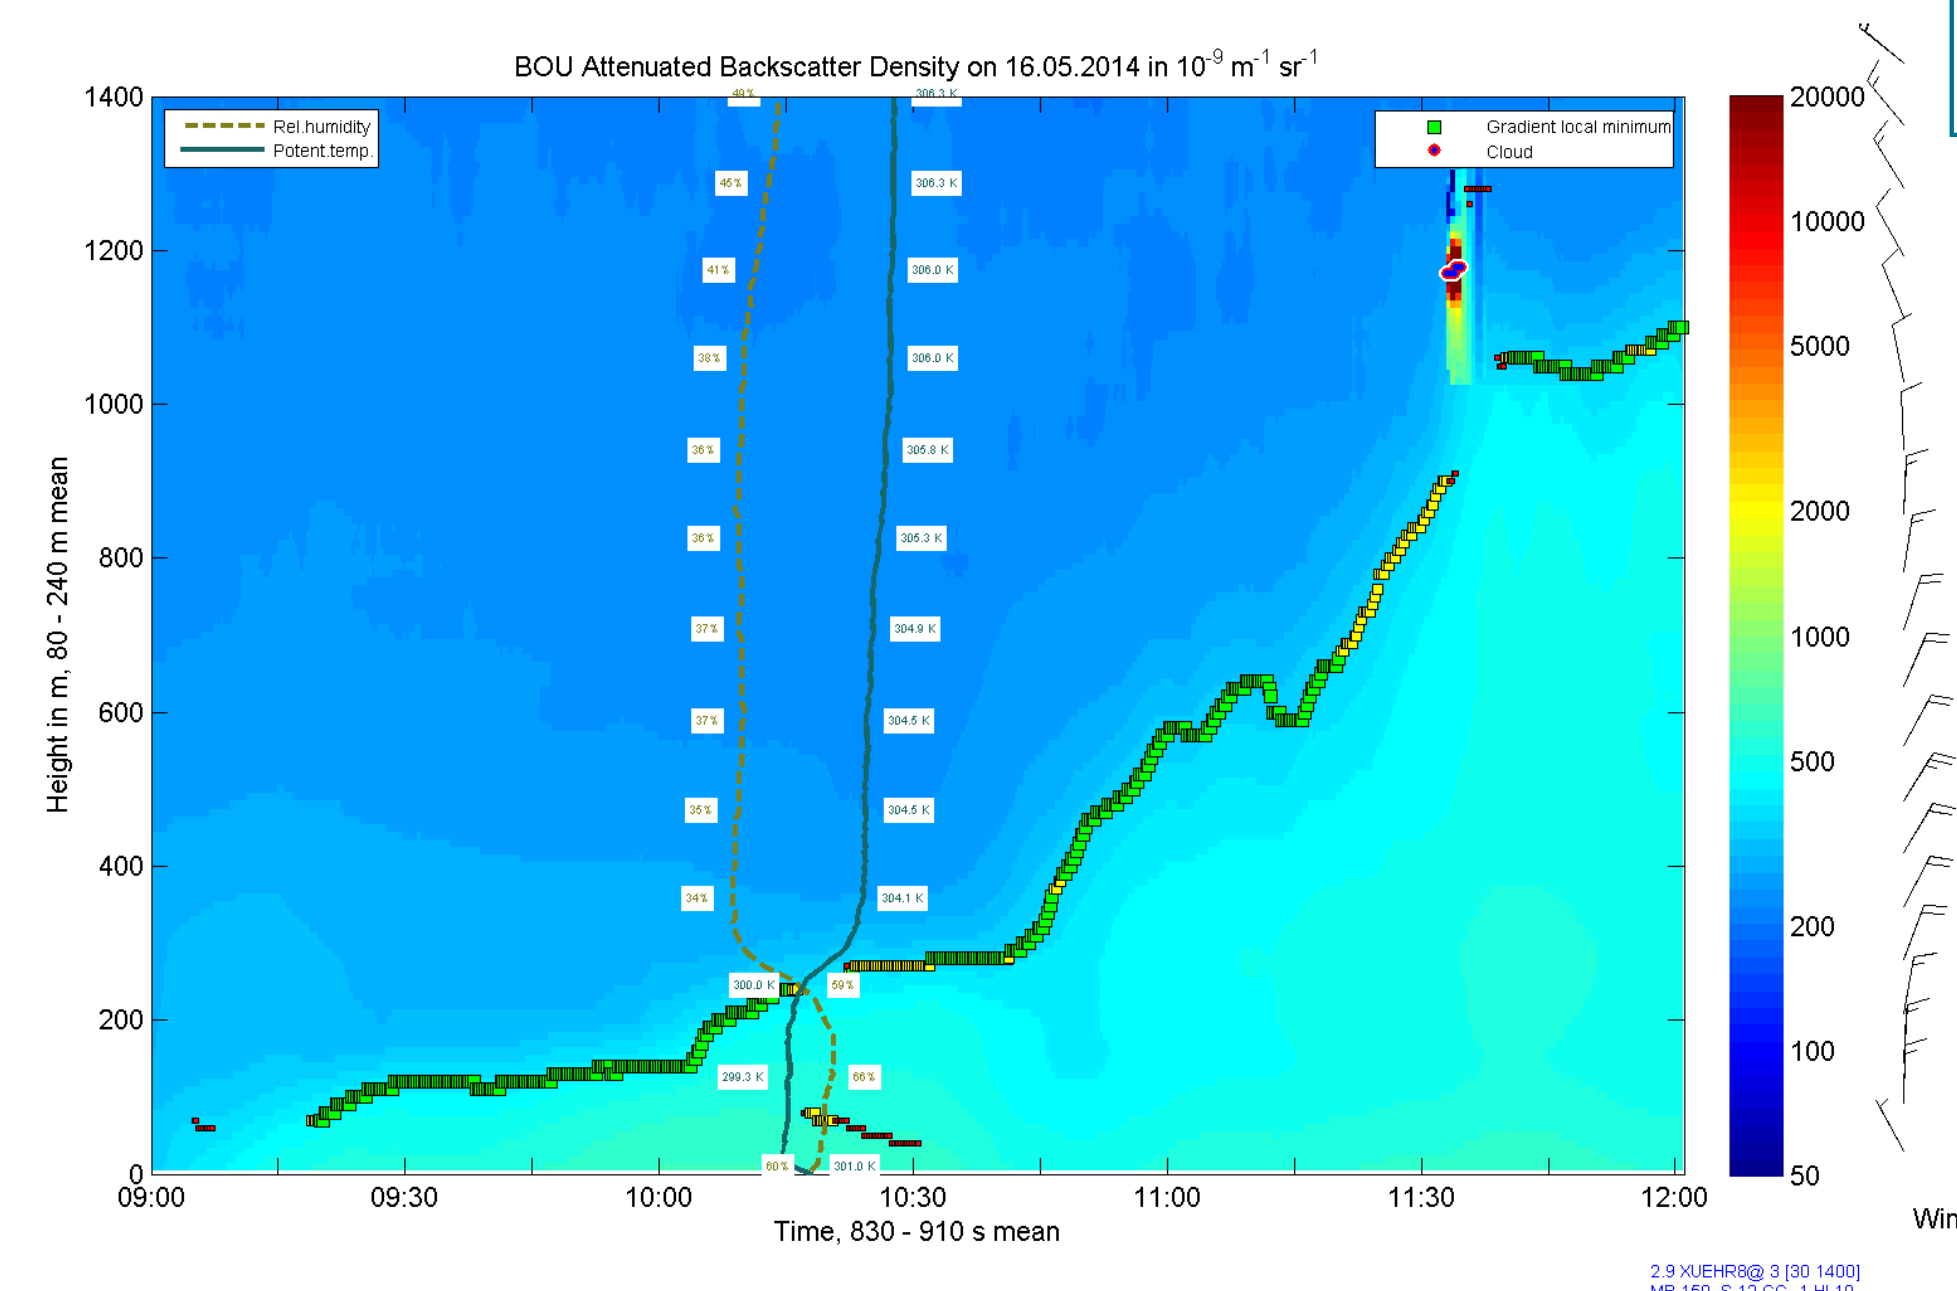 BOU Attenuated Backscatter Density on 16.05.2014 in 10⁻⁹ m⁻¹ sr⁻¹
Rel.humidity
Potent.temp.
Gradient local minimum
Cloud
Height in m, 80 - 240 m mean
1400
1200
1000
800
600
400
200
0
49%
306.3 K
45%
306.3 K
41%
306.0 K
38%
306.0 K
36%
305.8 K
36%
305.3 K
37%
304.9 K
37%
304.5 K
35%
304.5 K
34%
304.1 K
300.0 K
59%
299.3 K
66%
60%
301.0 K
09:00
09:30
10:00
10:30
11:00
11:30
12:00
Time, 830 - 910 s mean
20000
10000
5000
2000
1000
500
200
100
50
Win
2.9 XUEHR8@ 3 [30 1400]